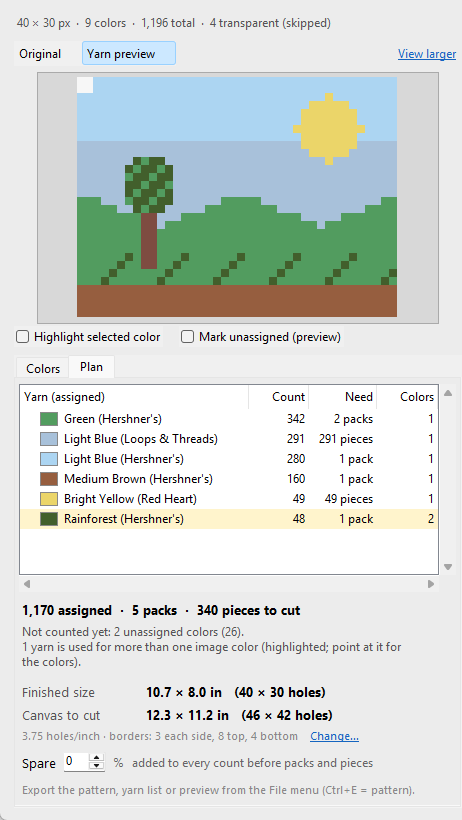 40 × 30 px · 9 colors · 1,196 total · 4 transparent (skipped)
Original Yarn preview View larger
Highlight selected color Mark unassigned (preview)
Colors Plan
Yarn (assigned) Count Need Colors
Green (Hershner's) 342 2 packs 1
Light Blue (Loops & Threads) 291 291 pieces 1
Light Blue (Hershner's) 280 1 pack 1
Medium Brown (Hershner's) 160 1 pack 1
Bright Yellow (Red Heart) 49 49 pieces 1
Rainforest (Hershner's) 48 1 pack 2
1,170 assigned · 5 packs · 340 pieces to cut
Not counted yet: 2 unassigned colors (26).
1 yarn is used for more than one image color (highlighted; point at it for
the colors).
Finished size 10.7 × 8.0 in (40 × 30 holes)
Canvas to cut 12.3 × 11.2 in (46 × 42 holes)
3.75 holes/inch · borders: 3 each side, 8 top, 4 bottom Change...
Spare 0 % added to every count before packs and pieces
Export the pattern, yarn list or preview from the File menu (Ctrl+E = pattern).